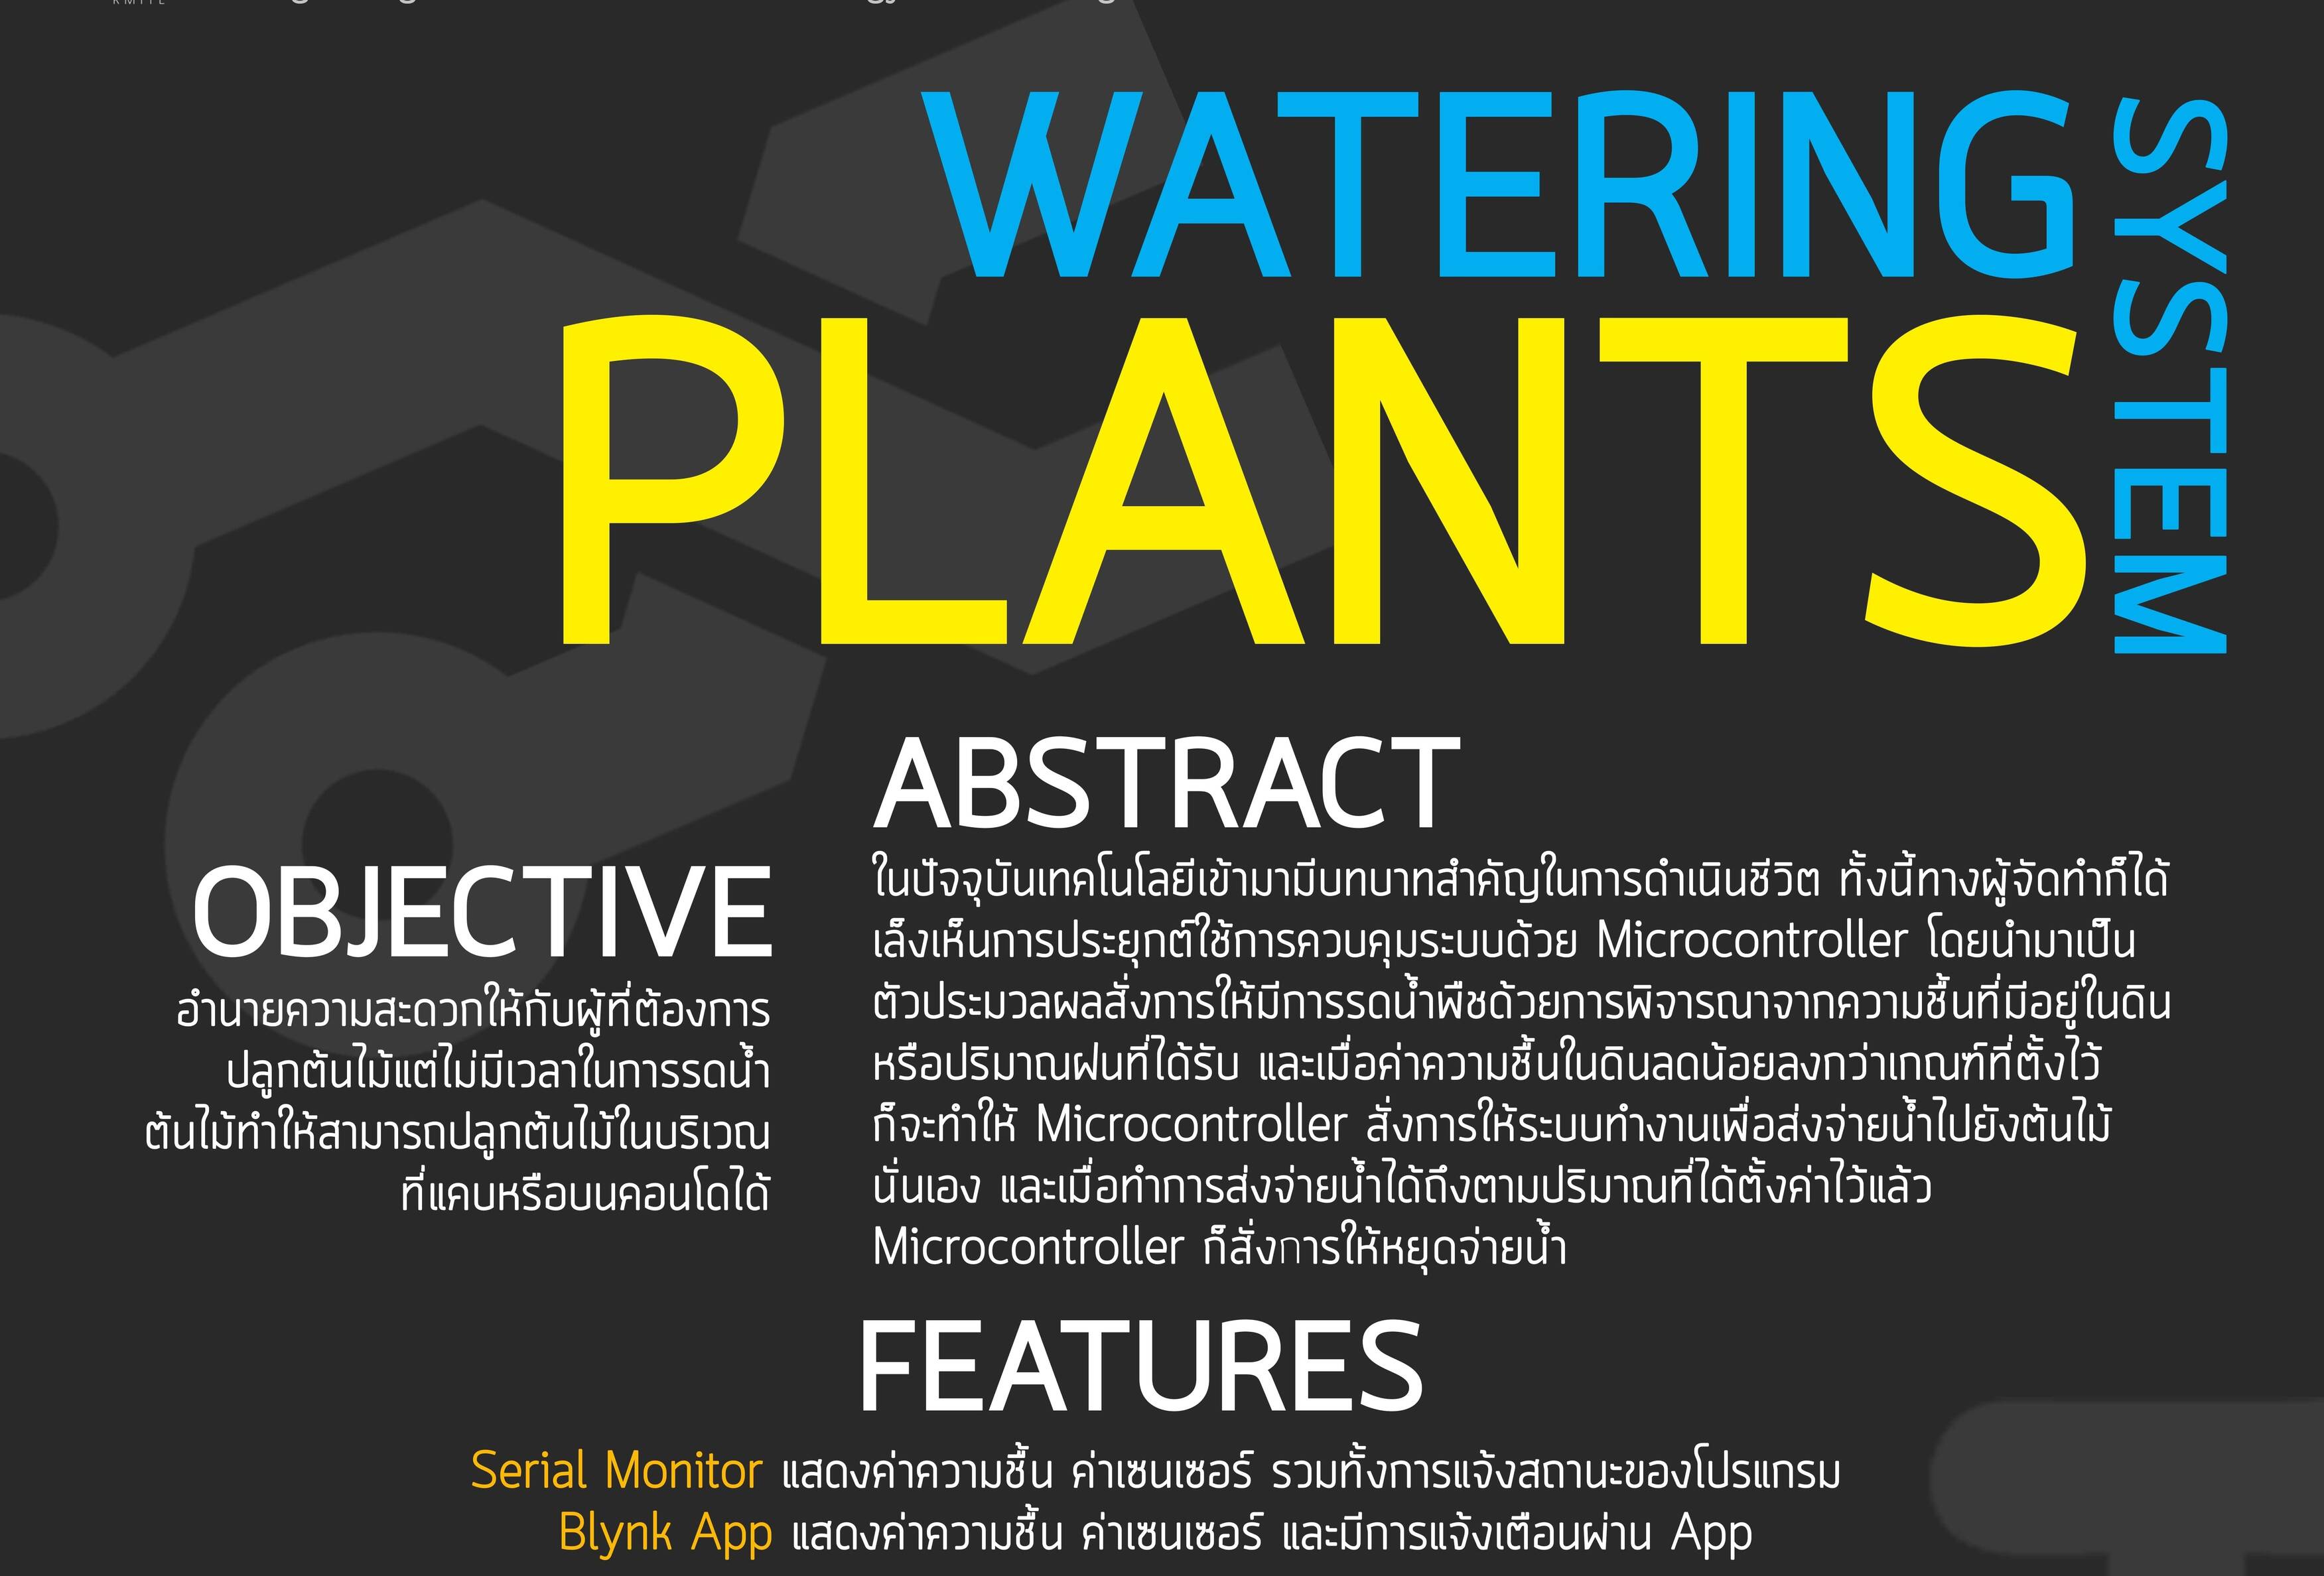 WATERING
SYSTEM
PLANTS
ABSTRACT
ในปัจจุบันเทคโนโลยีเข้ามามีบทบาทสำคัญในการดำเนินชีวิต ทั้งนี้ทางผู้จัดทำก็ได้
เล็งเห็นการประยุกต์ใช้การควบคุมระบบด้วย Microcontroller โดยนำมาเป็น
ตัวประมวลผลสั่งการให้มีการรดน้ำพืชด้วยการพิจารณาจากความชื้นที่มีอยู่ในดิน
หรือปริมาณฝนที่ได้รับ และเมื่อค่าความชื้นในดินลดน้อยลงกว่าเกณฑ์ที่ตั้งไว้
ก็จะทำให้ Microcontroller สั่งการให้ระบบทำงานเพื่อส่งจ่ายน้ำไปยังต้นไม้
นั่นเอง และเมื่อทำการส่งจ่ายน้ำได้ถึงตามปริมาณที่ได้ตั้งค่าไว้แล้ว
Microcontroller ก็สั่งการให้หยุดจ่ายน้ำ
OBJECTIVE
อำนายความสะดวกให้กับผู้ที่ต้องการ
ปลูกต้นไม้แต่ไม่มีเวลาในการรดน้ำ
ต้นไม้ทำให้สามารถปลูกต้นไม้ในบริเวณ
ที่แคบหรือบนคอนโดได้
FEATURES
Serial Monitor แสดงค่าความชื้น ค่าเซนเซอร์ รวมทั้งการแจ้งสถานะของโปรแกรม
Blynk App แสดงค่าความชื้น ค่าเซนเซอร์ และมีการแจ้งเตือนผ่าน App